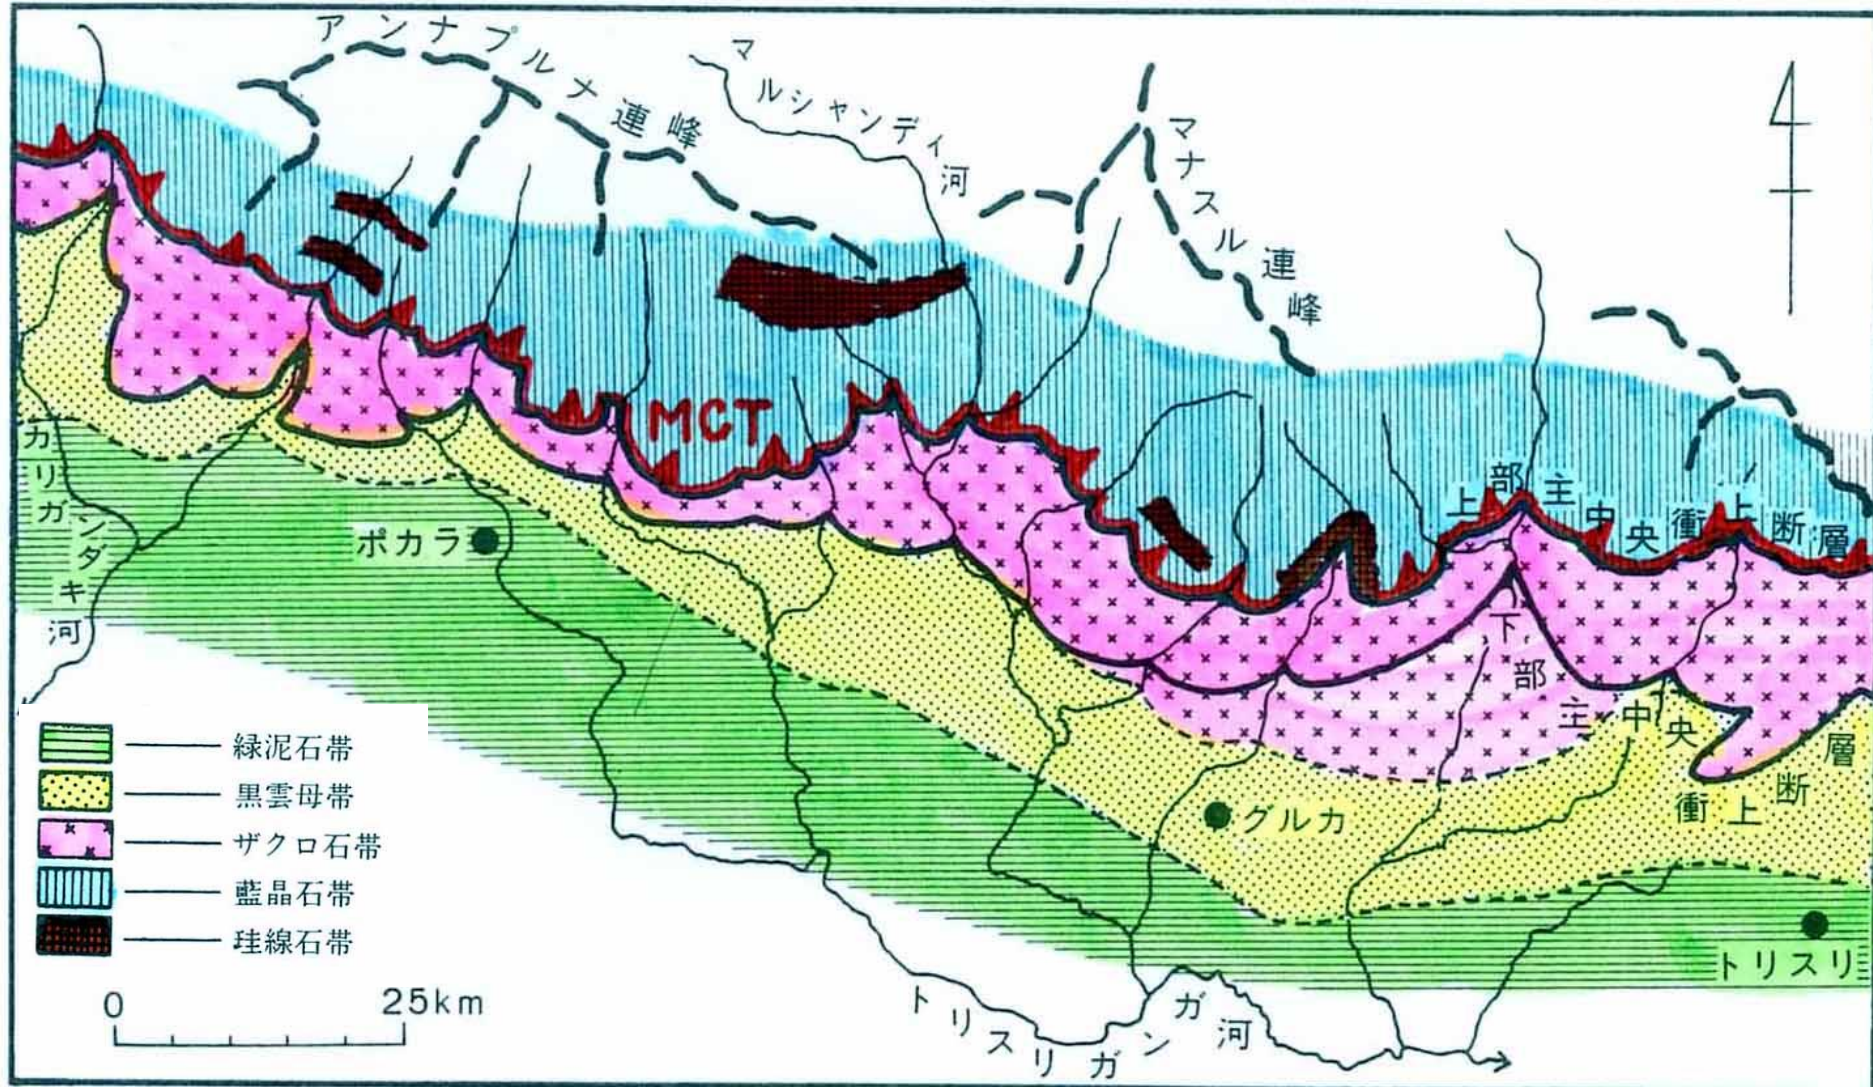 アンナプルナ連峰
マルシャンディ河
マナスル連峰
MCT
上部主中央衝上断層
カリガンダキ河
ポカラ
下部主中央衝上断層
グルカ
トリスリ
緑泥石帯
黒雲母帯
ザクロ石帯
藍晶石帯
珪線石帯
0 25km
トリスリガンガ河